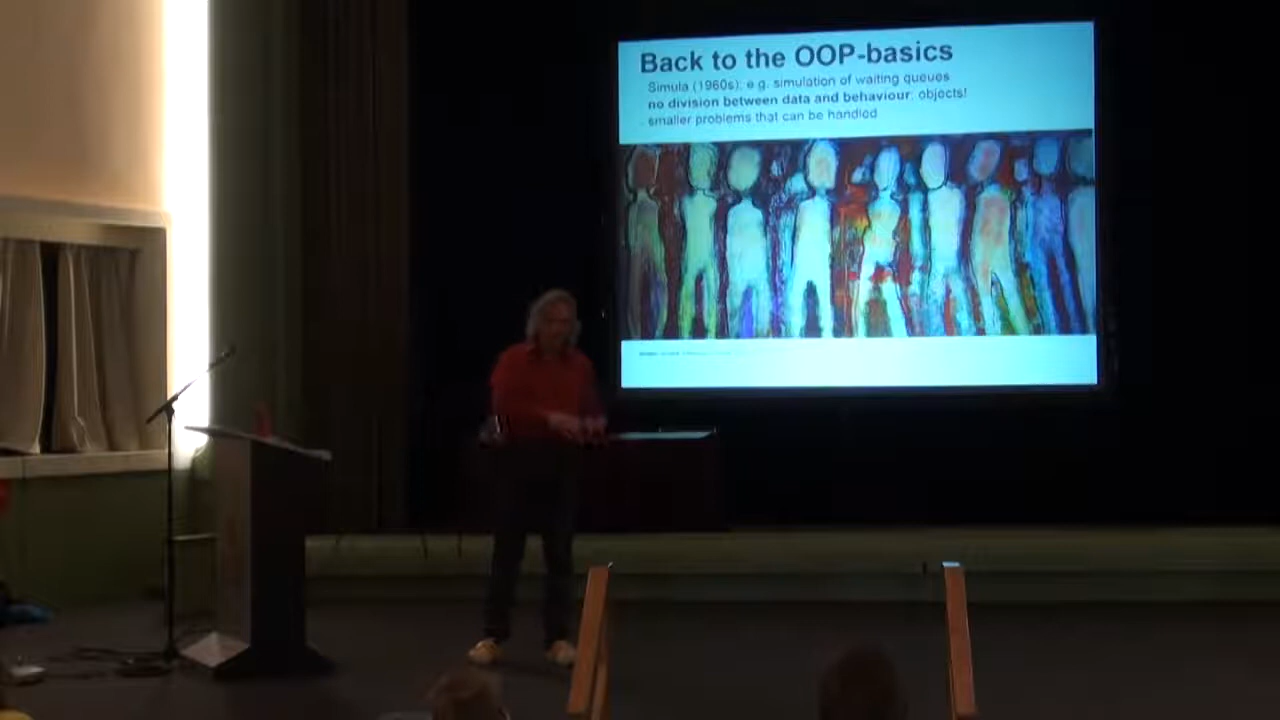 Back to the OOP-basics
Simula (1960s): e.g. simulation of waiting queues
no division between data and behaviour: objects!
smaller problems that can be handled